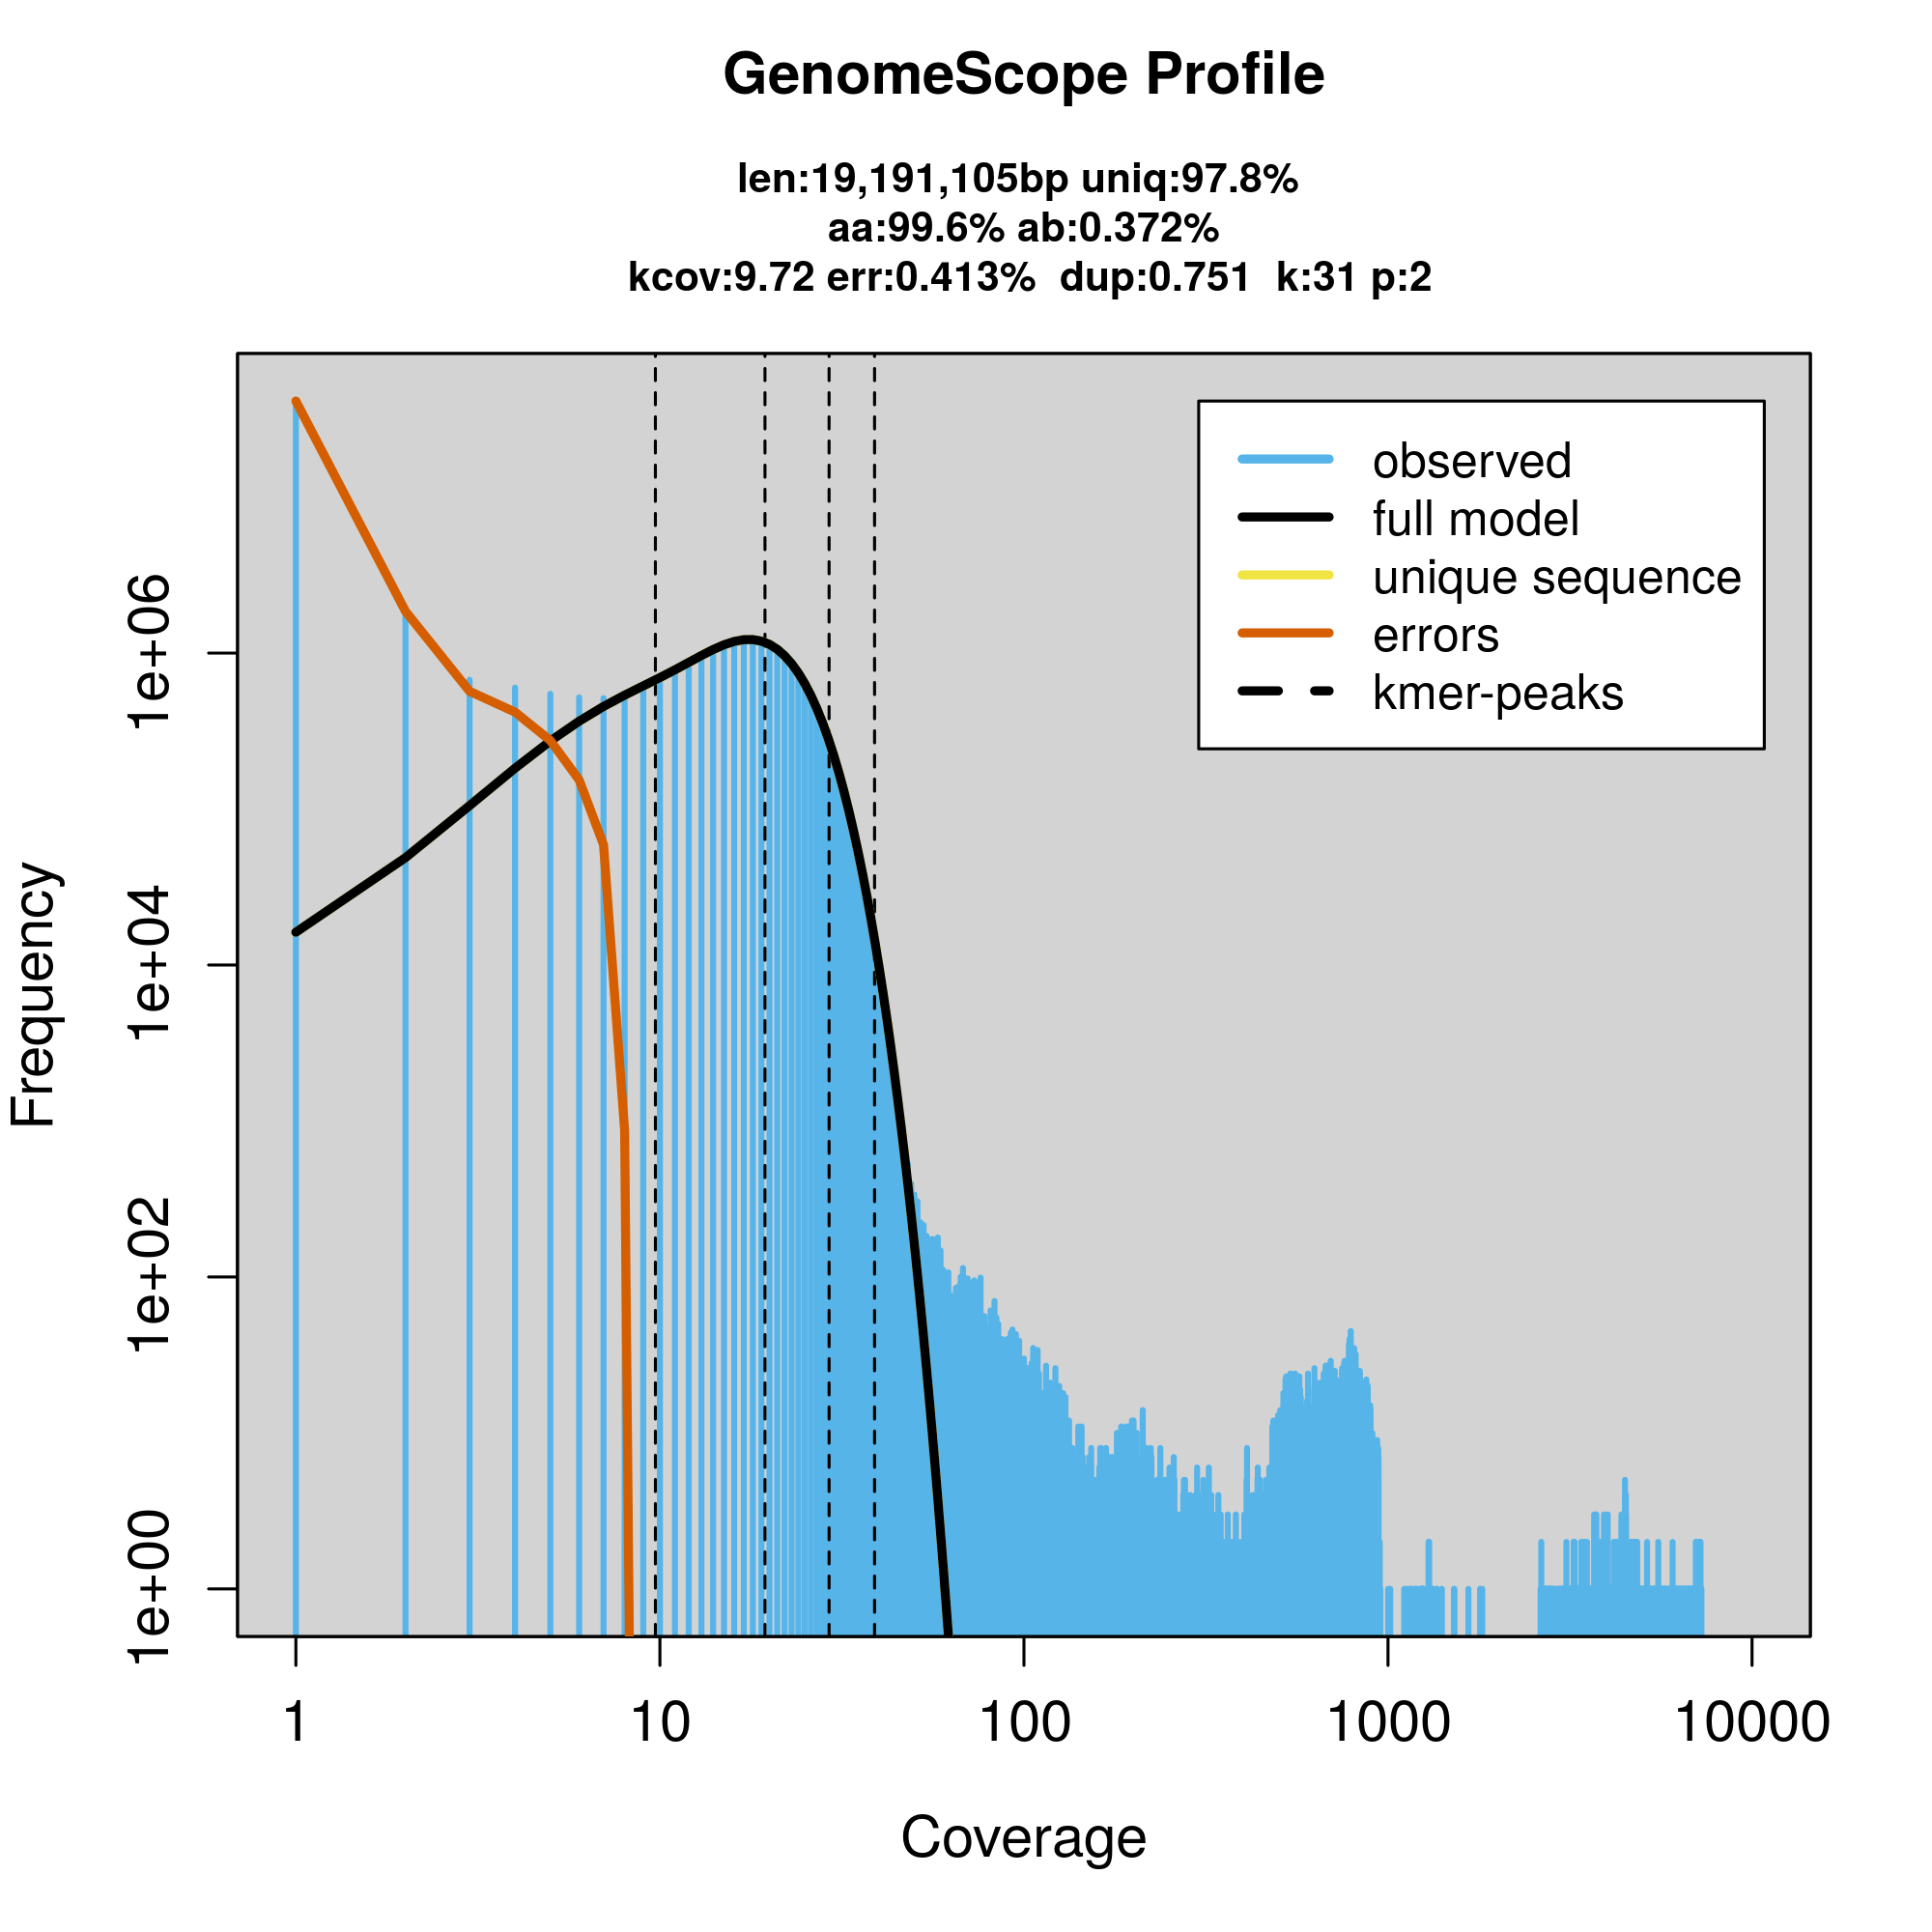 GenomeScope Profile
len:19,191,105bp uniq:97.8%
aa:99.6% ab:0.372%
kcov:9.72 err:0.413%  dup:0.751  k:31 p:2
observed
full model
unique sequence
errors
kmer-peaks
Frequency
1e+06
1e+04
1e+02
1e+00
1 10 100 1000 10000
Coverage